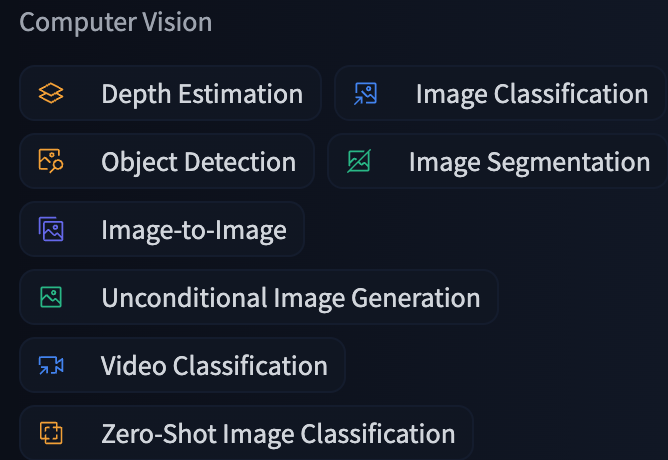 Computer Vision
Depth Estimation
Image Classification
Object Detection
Image Segmentation
Image-to-Image
Unconditional Image Generation
Video Classification
Zero-Shot Image Classification